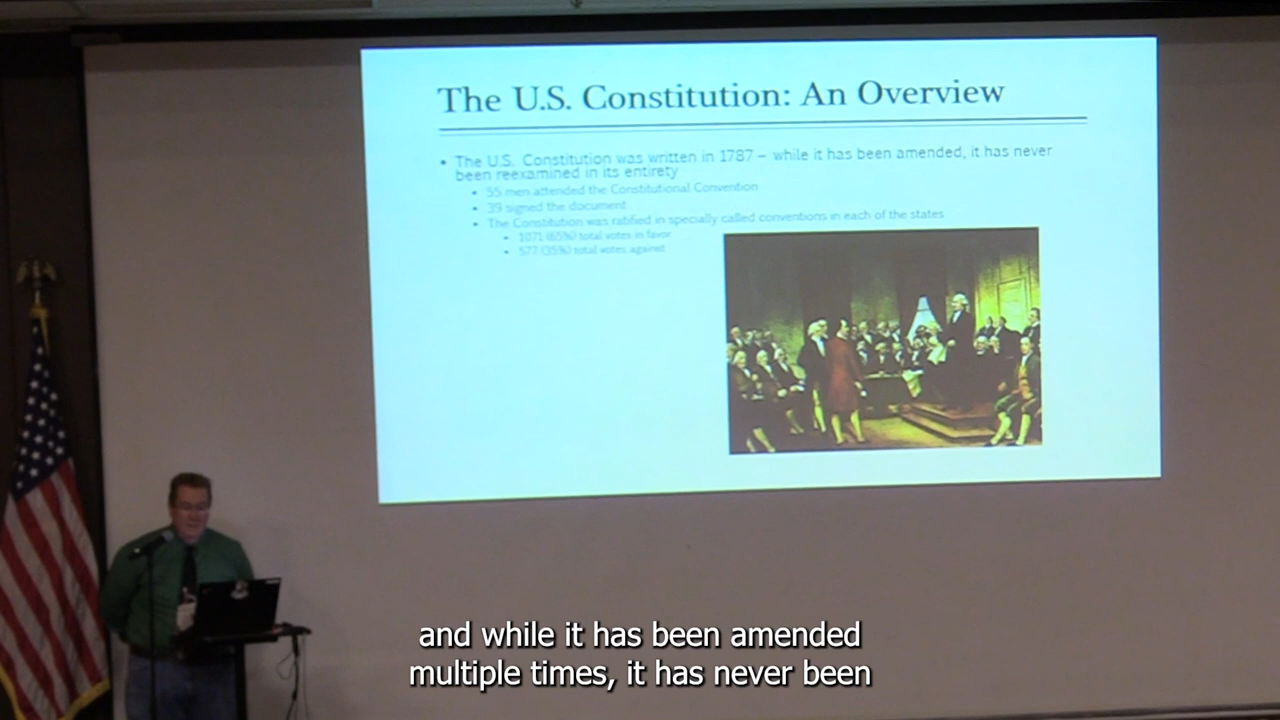 The U.S. Constitution: An Overview
• The U.S. Constitution was written in 1787 – while it has been amended, it has never
been reexamined in its entirety
• 55 men attended the Constitutional Convention
• 39 signed the document
• The Constitution was ratified in specially called conventions in each of the states
• 1071 (65%) total votes in favor
• 577 (35%) total votes against
and while it has been amended
multiple times, it has never been